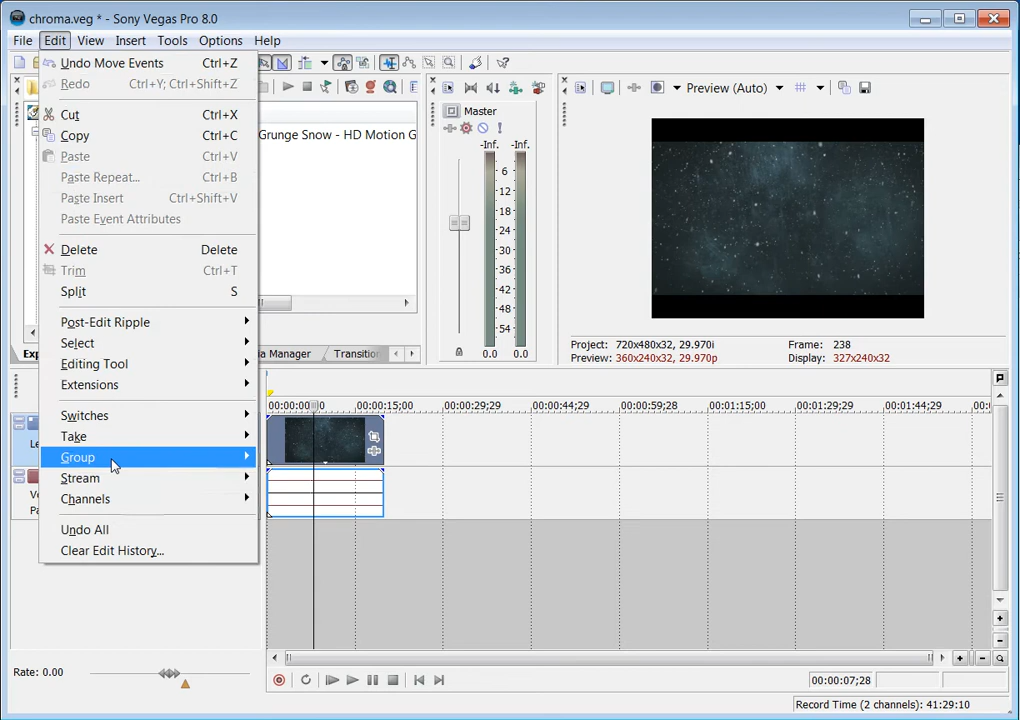 chroma.veg * - Sony Vegas Pro 8.0
File Edit View Insert Tools Options Help
Undo Move Events Ctrl+Z
Redo Ctrl+Y; Ctrl+Shift+Z
Cut Ctrl+X
Copy Ctrl+C
Paste Ctrl+V
Paste Repeat... Ctrl+B
Paste Insert Ctrl+Shift+V
Paste Event Attributes
Delete Delete
Trim Ctrl+T
Split S
Post-Edit Ripple
Select
Editing Tool
Extensions
Switches
Take
Group
Stream
Channels
Undo All
Clear Edit History...
Grunge Snow - HD Motion G
Master
-Inf. -Inf.
6
12
18
24
30
36
42
48
54
0.0 0.0
Preview (Auto)
Project: 720x480x32, 29.970i Frame: 238
Preview: 360x240x32, 29.970p Display: 327x240x32
Exp
Manager Transition
00:00:00;00 00:00:15;00 00:00:29;29 00:00:44;29 00:00:59;28 00:01:15;00 00:01:29;29 00:01:44;29 00:0
Le
Vo
Pa
Rate: 0.00
00:00:07;28
Record Time (2 channels): 41:29:10